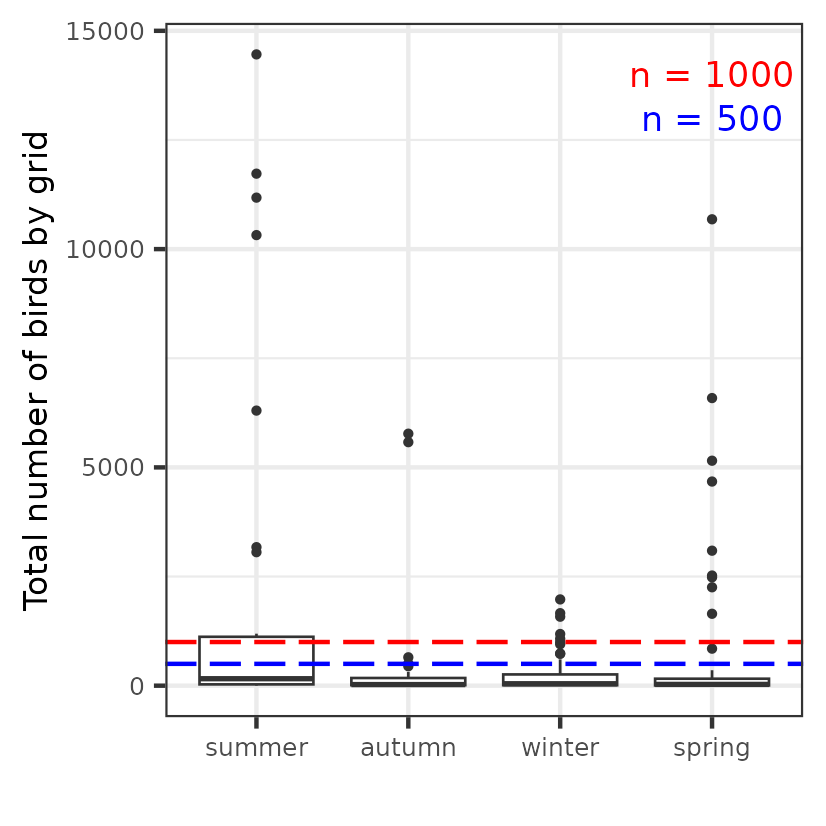 15000
n = 1000
n = 500
10000
5000
0
Total number of birds by grid
summer autumn winter spring